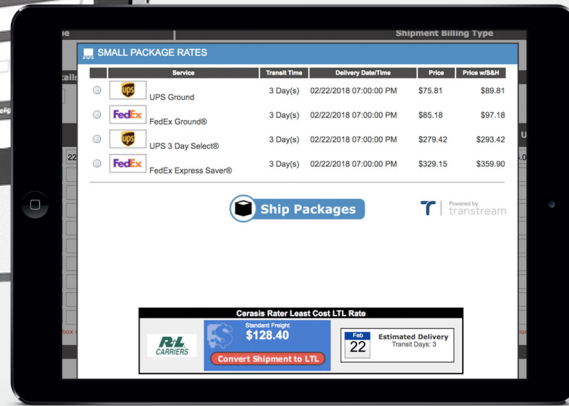 Shipment Billing Type
SMALL PACKAGE RATES
Service Transit Time Delivery Date/Time Price Price w/S&H
ups UPS Ground 3 Day(s) 02/22/2018 07:00:00 PM $75.81 $89.81
FedEx FedEx Ground® 3 Day(s) 02/22/2018 07:00:00 PM $85.18 $97.18
ups UPS 3 Day Select® 3 Day(s) 02/22/2018 07:00:00 PM $279.42 $293.42
FedEx FedEx Express Saver® 3 Day(s) 02/22/2018 07:00:00 PM $329.15 $359.90
22
Ship Packages
Powered by
transtream
Cerasis Rater Least Cost LTL Rate
R+L
CARRIERS
Standard Freight
$128.40
Convert Shipment to LTL
Feb
22
Estimated Delivery
Transit Days: 3